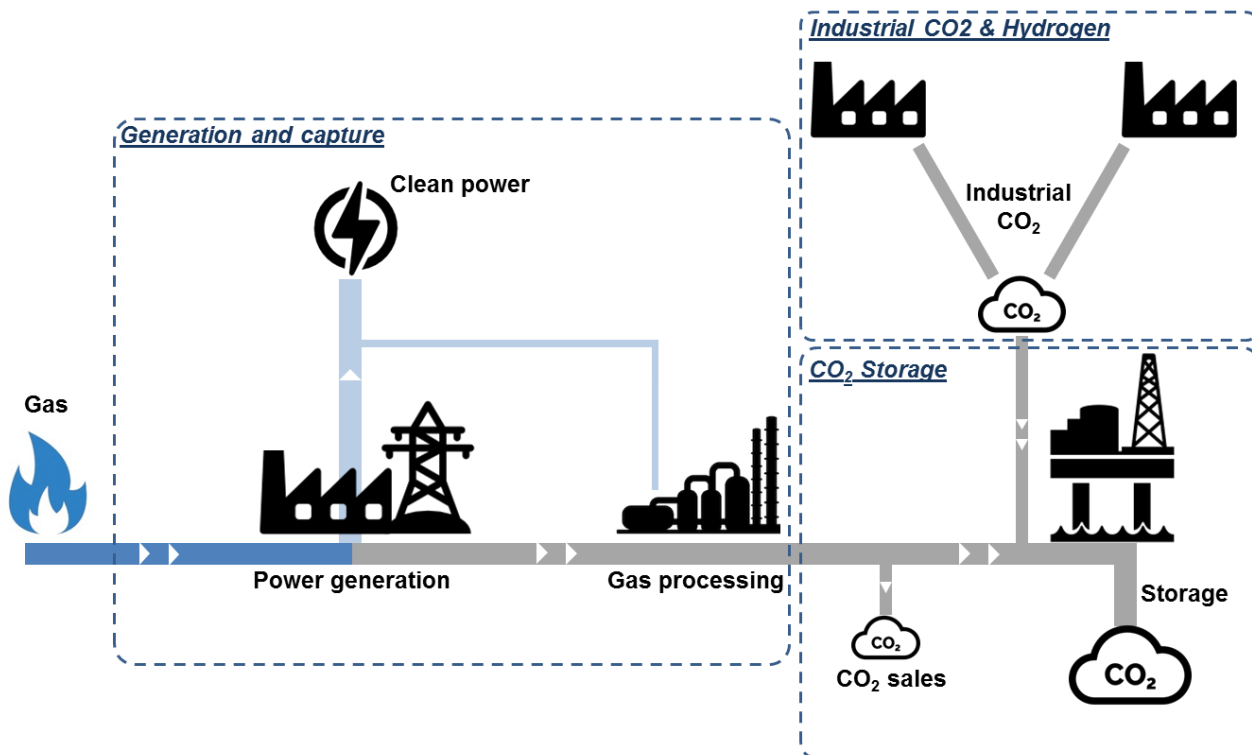 Industrial CO2 & Hydrogen
Generation and capture
Clean power
Industrial
CO₂
CO₂
CO₂ Storage
Gas
Power generation
Gas processing
Storage
CO₂
CO₂ sales
CO₂